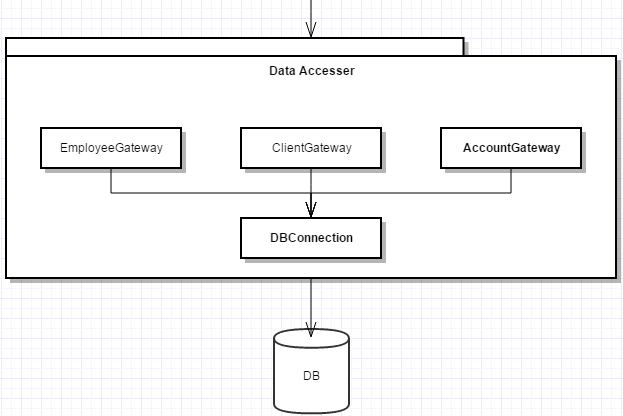 Data Accesser
EmployeeGateway
ClientGateway
AccountGateway
DBConnection
DB